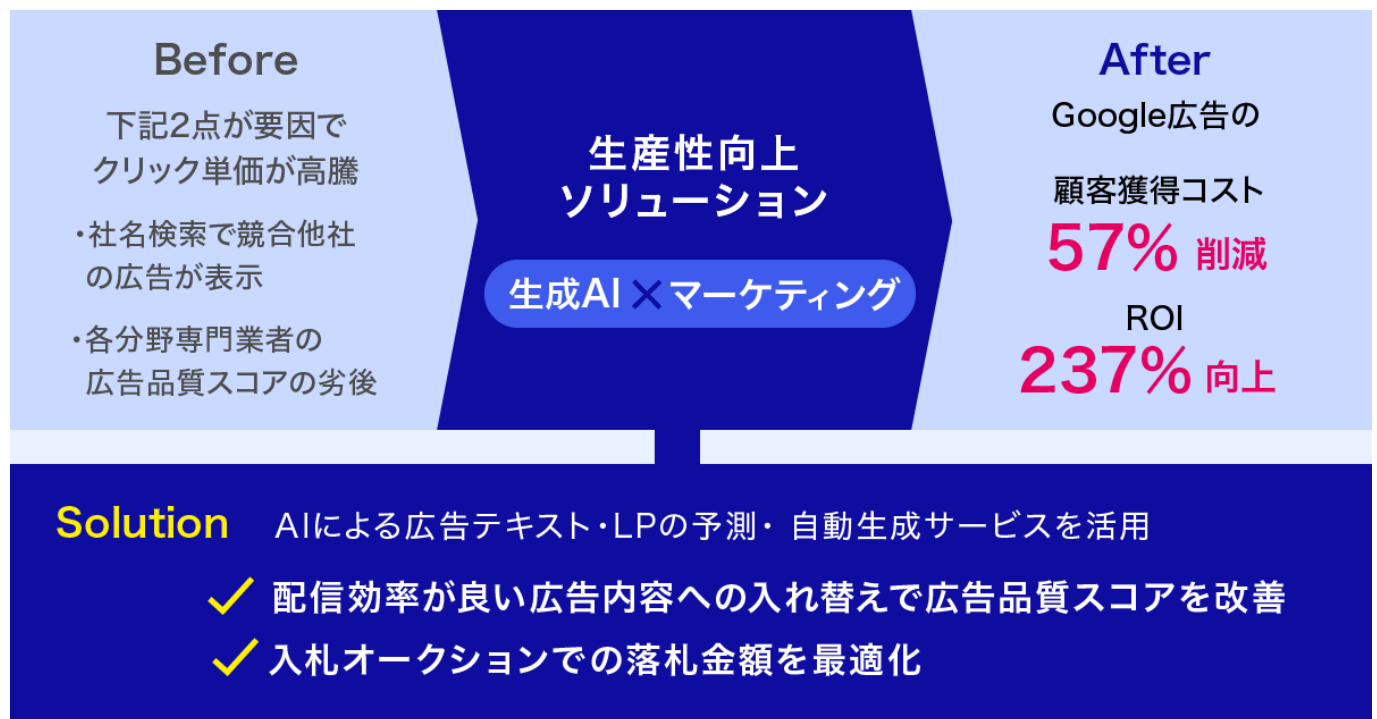 Before
下記2点が要因で
クリック単価が高騰
・社名検索で競合他社
の広告が表示
・各分野専門業者の
広告品質スコアの劣後
生産性向上
ソリューション
生成AI×マーケティング
After
Google広告の
顧客獲得コスト
57% 削減
ROI
237% 向上
Solution AIによる広告テキスト・LPの予測・ 自動生成サービスを活用
✓ 配信効率が良い広告内容への入れ替えで広告品質スコアを改善
✓ 入札オークションでの落札金額を最適化